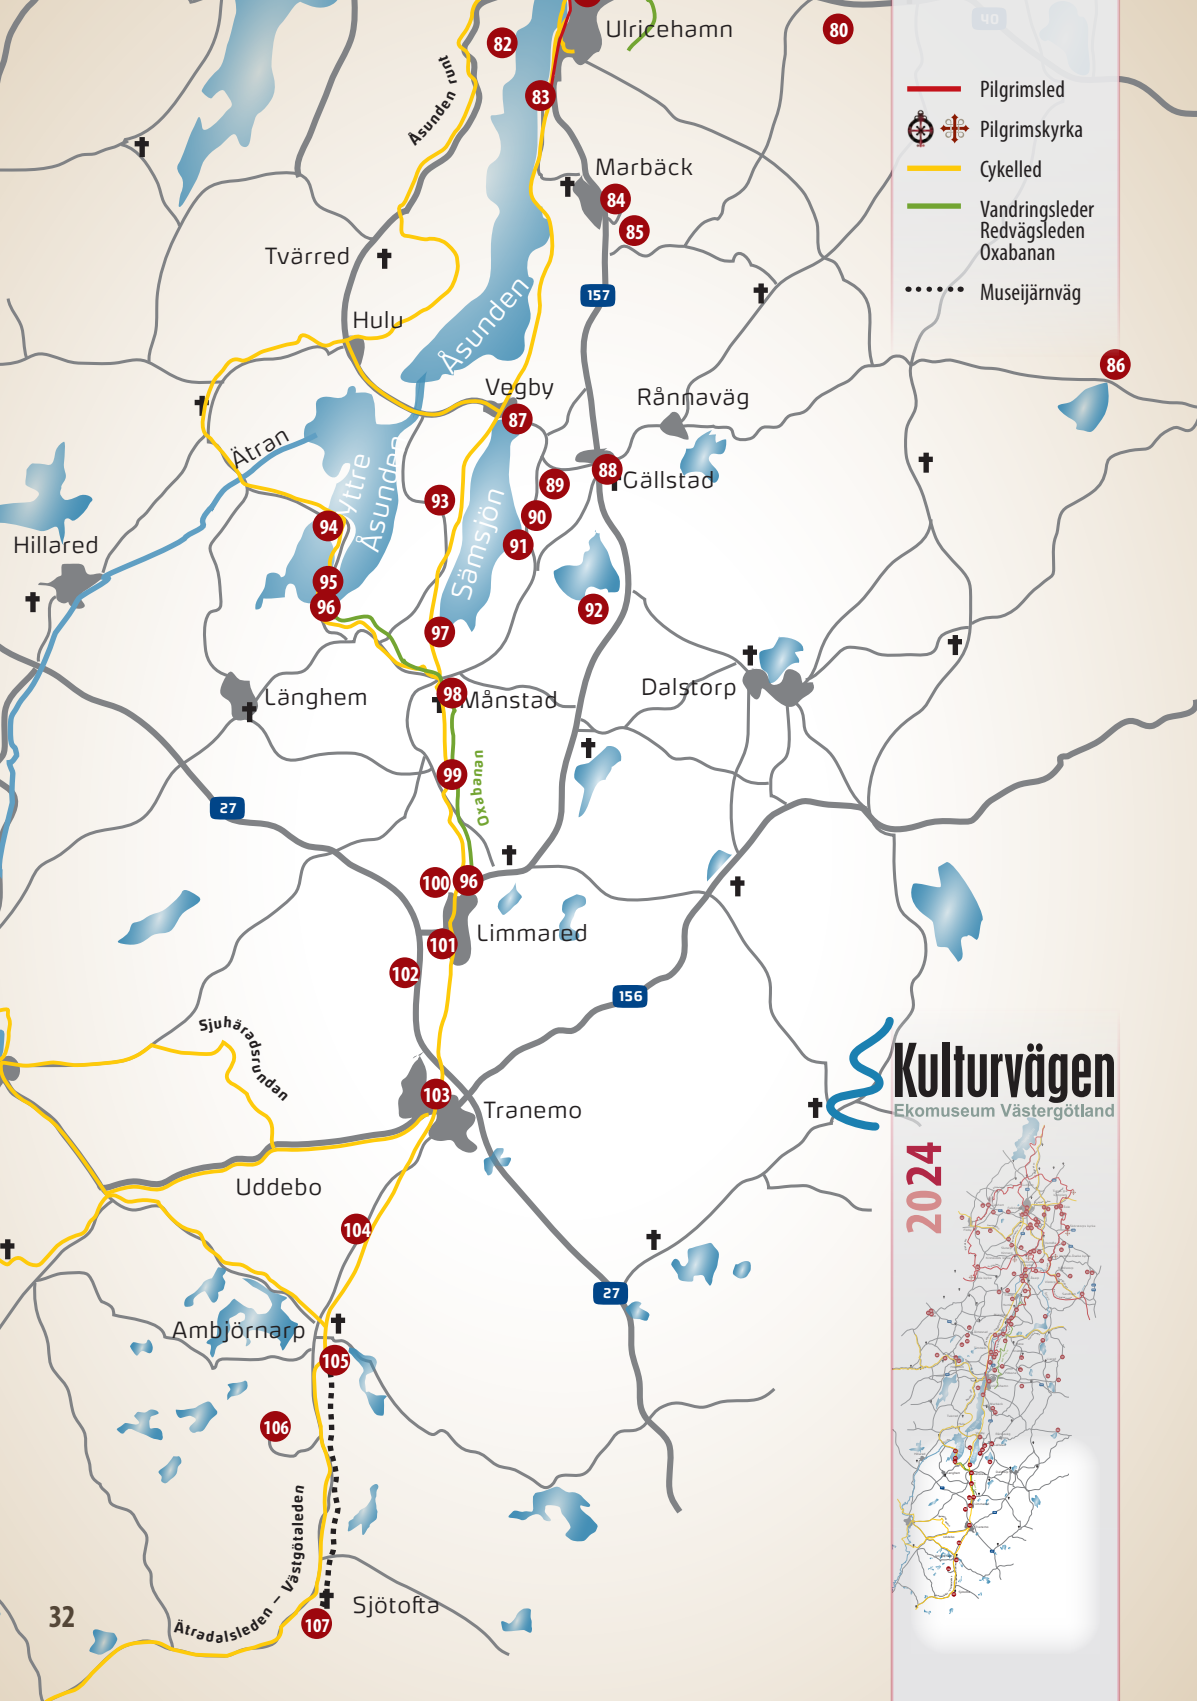 Ulricehamn
82
80
40
83
Åsunden runt
Pilgrimsled
Pilgrimskyrka
Cykelled
Vandringsleder
Redvägsleden
Oxabanan
Museijärnväg
Marbäck
84
85
Tvärred
157
Hulu
Åsunden
86
Vegby
87
Rånnaväg
Ätran
Yttre
Åsunden
88
Gällstad
89
93
90
94
Sämsjön
91
Hillared
95
96
92
97
Länghem
98
Månstad
Dalstorp
99
Oxabanan
27
100
96
Limmared
101
102
156
Sjuhäradsrundan
Kulturvägen
Ekomuseum Västergötland
2024
103
Tranemo
Uddebo
104
27
Ambjörnarp
105
106
Ätradalsleden – Västgötaleden
Sjötofta
107
32